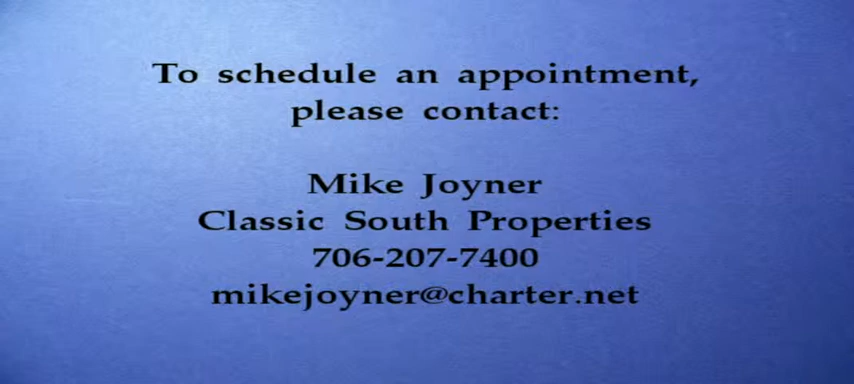 To schedule an appointment,
please contact:
Mike Joyner
Classic South Properties
706-207-7400
mikejoyner@charter.net